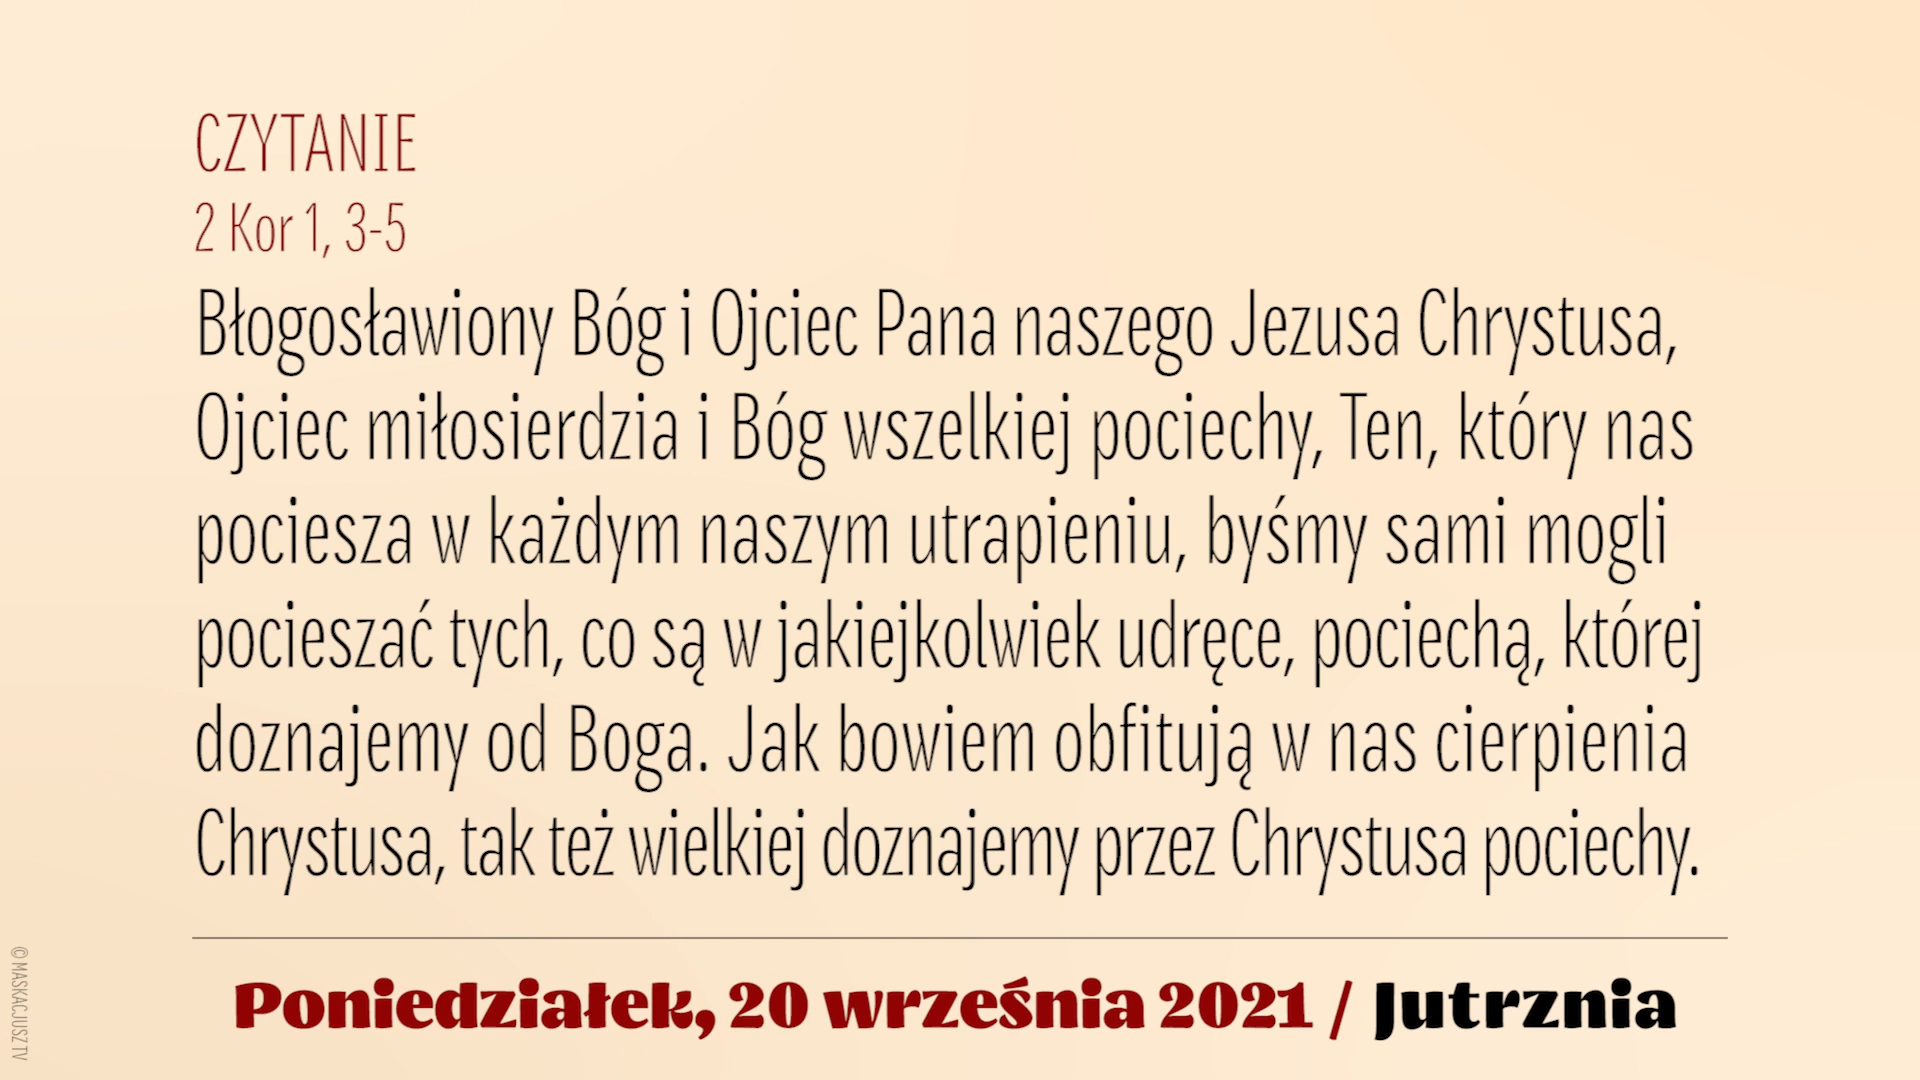 CZYTANIE
2 Kor 1, 3-5
Błogosławiony Bóg i Ojciec Pana naszego Jezusa Chrystusa,
Ojciec miłosierdzia i Bóg wszelkiej pociechy, Ten, który nas
pociesza w każdym naszym utrapieniu, byśmy sami mogli
pocieszać tych, co są w jakiejkolwiek udręce, pociechą, której
doznajemy od Boga. Jak bowiem obfitują w nas cierpienia
Chrystusa, tak też wielkiej doznajemy przez Chrystusa pociechy.
Poniedziałek, 20 września 2021 / Jutrznia
© MASKACJUSZ TV